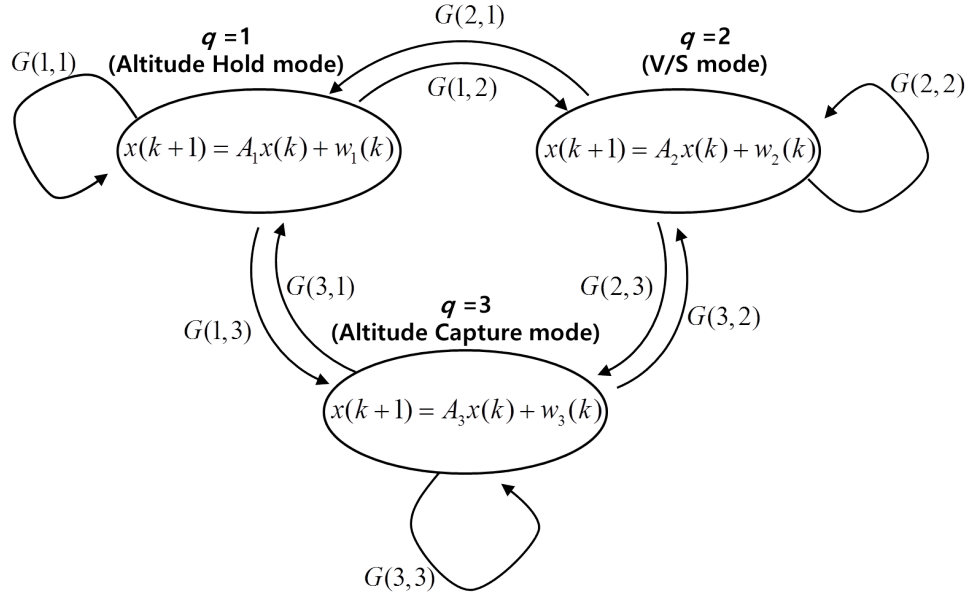 G(2,1)
q =1
(Altitude Hold mode)
q =2
(V/S mode)
G(1,1)
G(1,2)
G(2,2)
x(k+1) = A₁x(k) + w₁(k)
x(k+1) = A₂x(k) + w₂(k)
G(3,1)
G(2,3)
G(1,3)
G(3,2)
q =3
(Altitude Capture mode)
x(k+1) = A₃x(k) + w₃(k)
G(3,3)